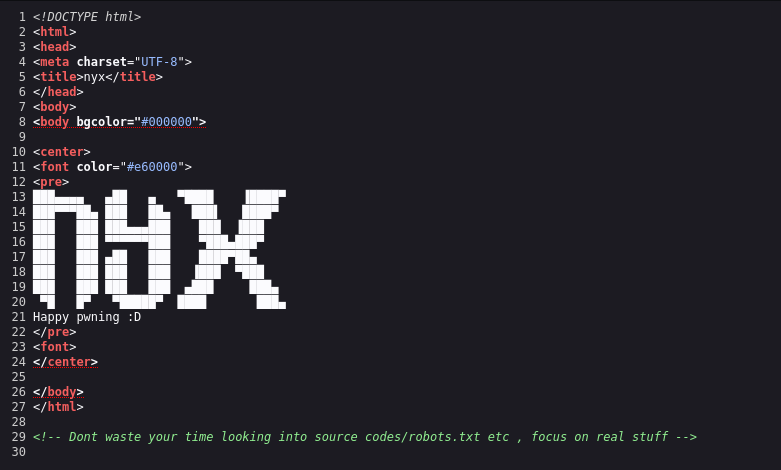 1 <!DOCTYPE html>
2 <html>
3 <head>
4 <meta charset="UTF-8">
5 <title>nyx</title>
6 </head>
7 <body>
8 <body bgcolor="#000000">
9
10 <center>
11 <font color="#e60000">
12 <pre>
13
14
15
16
17
18
19
20
21 Happy pwning :D
22 </pre>
23 <font>
24 </center>
25
26 </body>
27 </html>
28
29 <!-- Dont waste your time looking into source codes/robots.txt etc , focus on real stuff -->
30